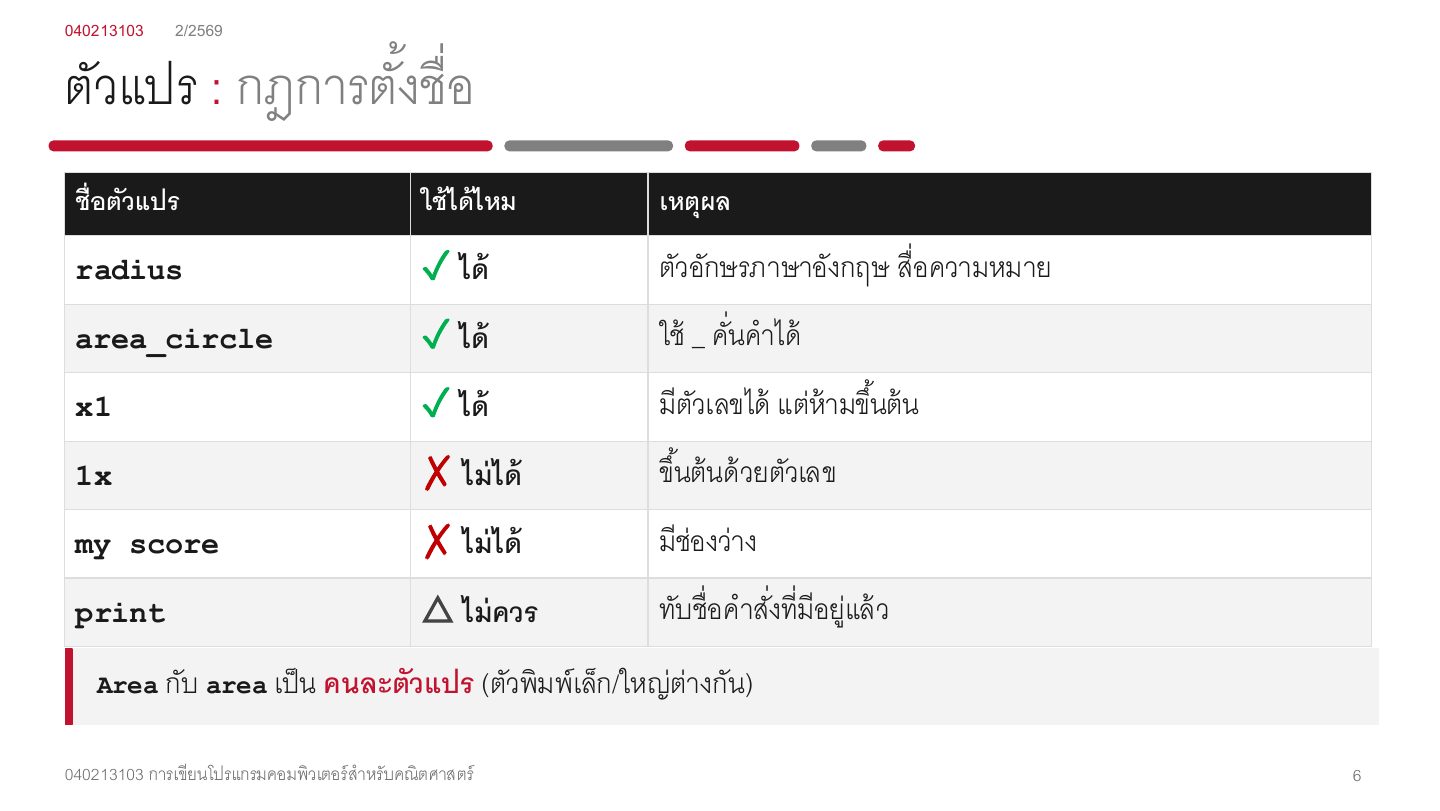 040213103 2/2569
ตัวแปร : กฎการตั้งชื่อ
ชื่อตัวแปร ใช้ได้ไหม เหตุผล
radius ✓ ได้ ตัวอักษรภาษาอังกฤษ สื่อความหมาย
area_circle ✓ ได้ ใช้ _ คั่นคำได้
x1 ✓ ได้ มีตัวเลขได้ แต่ห้ามขึ้นต้น
1x ✗ ไม่ได้ ขึ้นต้นด้วยตัวเลข
my score ✗ ไม่ได้ มีช่องว่าง
print △ ไม่ควร ทับชื่อคำสั่งที่มีอยู่แล้ว
Area กับ area เป็น คนละตัวแปร (ตัวพิมพ์เล็ก/ใหญ่ต่างกัน)
040213103 การเขียนโปรแกรมคอมพิวเตอร์สำหรับคณิตศาสตร์ 6